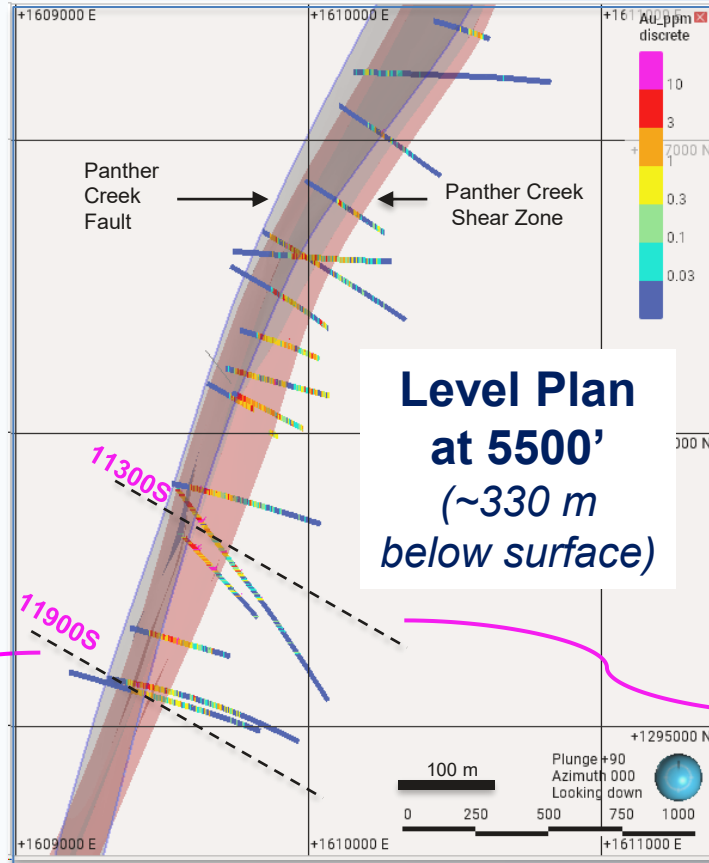 +1609000 E
+1610000 E
+1611000 E
Au_ppm
discrete
10
3
1
0.3
0.1
0.03
7000 N
Panther
Creek
Fault
Panther Creek
Shear Zone
Level Plan
at 5500’
(~330 m
below surface)
000 N
11300S
11900S
+1295000 N
100 m
Plunge +90
Azimuth 000
Looking down
0 250 500 750 1000
+1609000 E
+1610000 E
+1611000 E